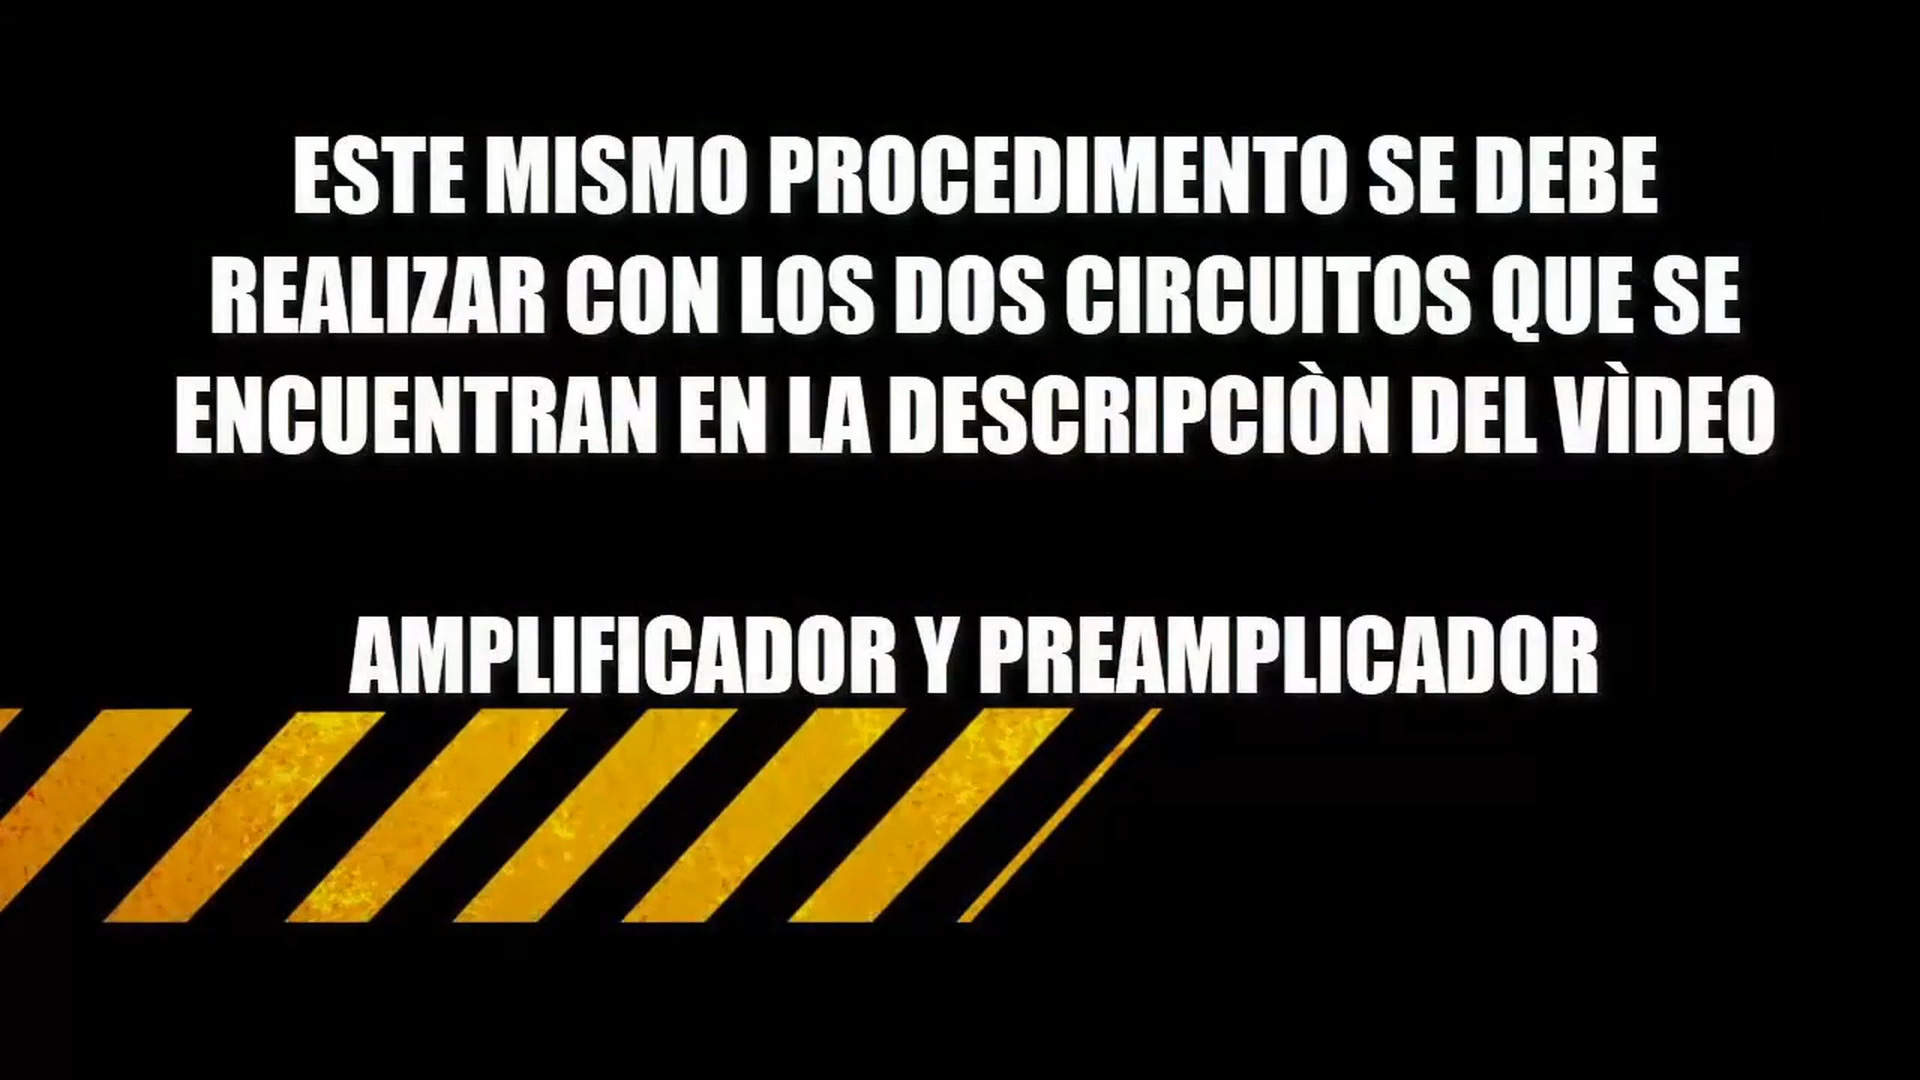 ESTE MISMO PROCEDIMENTO SE DEBE
REALIZAR CON LOS DOS CIRCUITOS QUE SE
ENCUENTRAN EN LA DESCRIPCIÒN DEL VÌDEO
AMPLIFICADOR Y PREAMPLICADOR